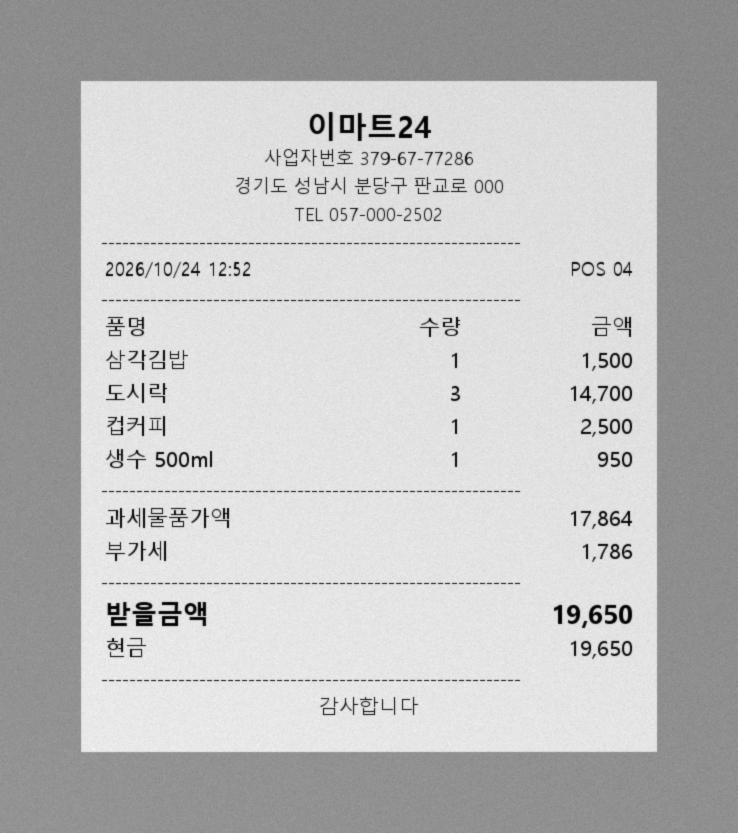 이마트24
사업자번호 379-67-77286
경기도 성남시 분당구 판교로 000
TEL 057-000-2502
2026/10/24 12:52 POS 04
품명 수량 금액
삼각김밥 1 1,500
도시락 3 14,700
컵커피 1 2,500
생수 500ml 1 950
과세물품가액 17,864
부가세 1,786
받을금액 19,650
현금 19,650
감사합니다